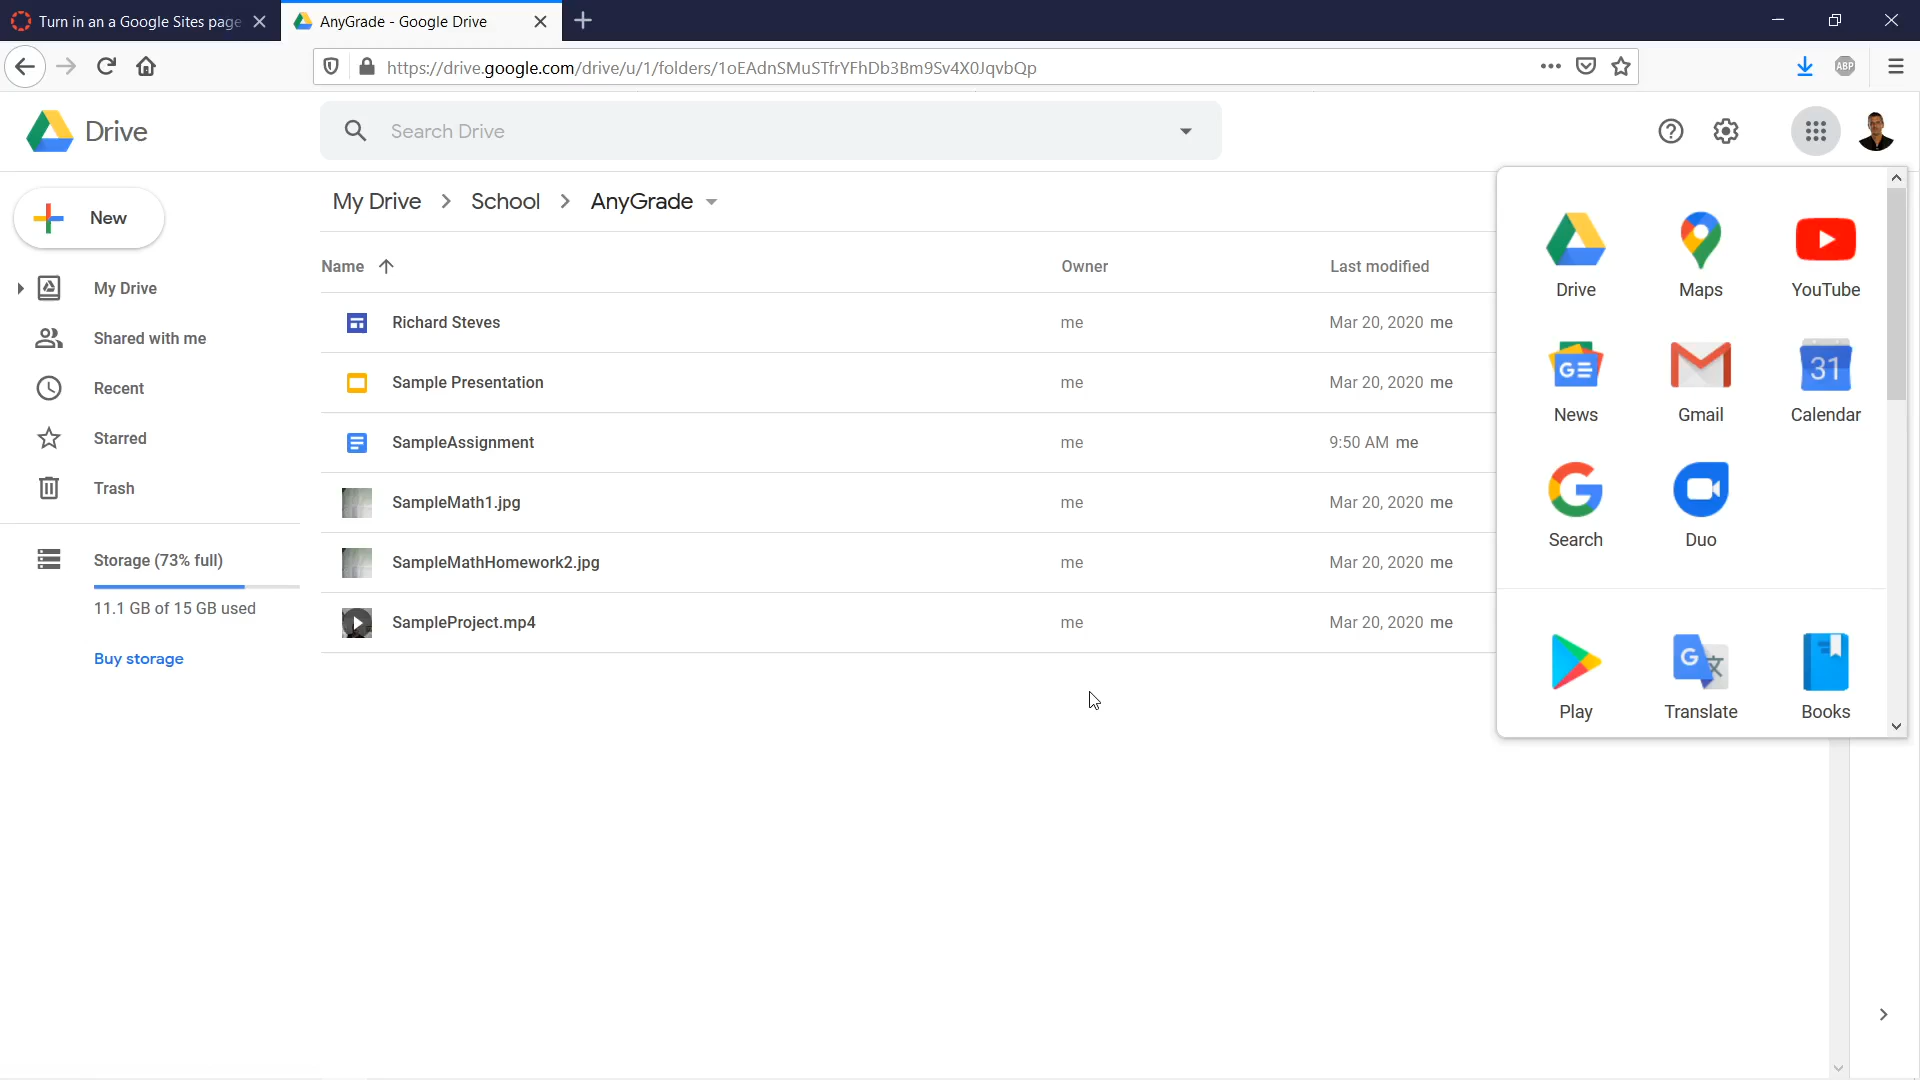 Turn in an a Google Sites page
AnyGrade - Google Drive
https://drive.google.com/drive/u/1/folders/1oEAdnSMuSTfrYFhDb3Bm9Sv4X0JqvbQp
ABP
Drive
Search Drive
New
My Drive
Shared with me
Recent
Starred
Trash
Storage (73% full)
11.1 GB of 15 GB used
Buy storage
My Drive > School > AnyGrade
Name Owner Last modified
Richard Steves me Mar 20, 2020 me
Sample Presentation me Mar 20, 2020 me
SampleAssignment me 9:50 AM me
SampleMath1.jpg me Mar 20, 2020 me
SampleMathHomework2.jpg me Mar 20, 2020 me
SampleProject.mp4 me Mar 20, 2020 me
Drive Maps YouTube
GE 31
News Gmail Calendar
Search Duo
G 文
Play Translate Books